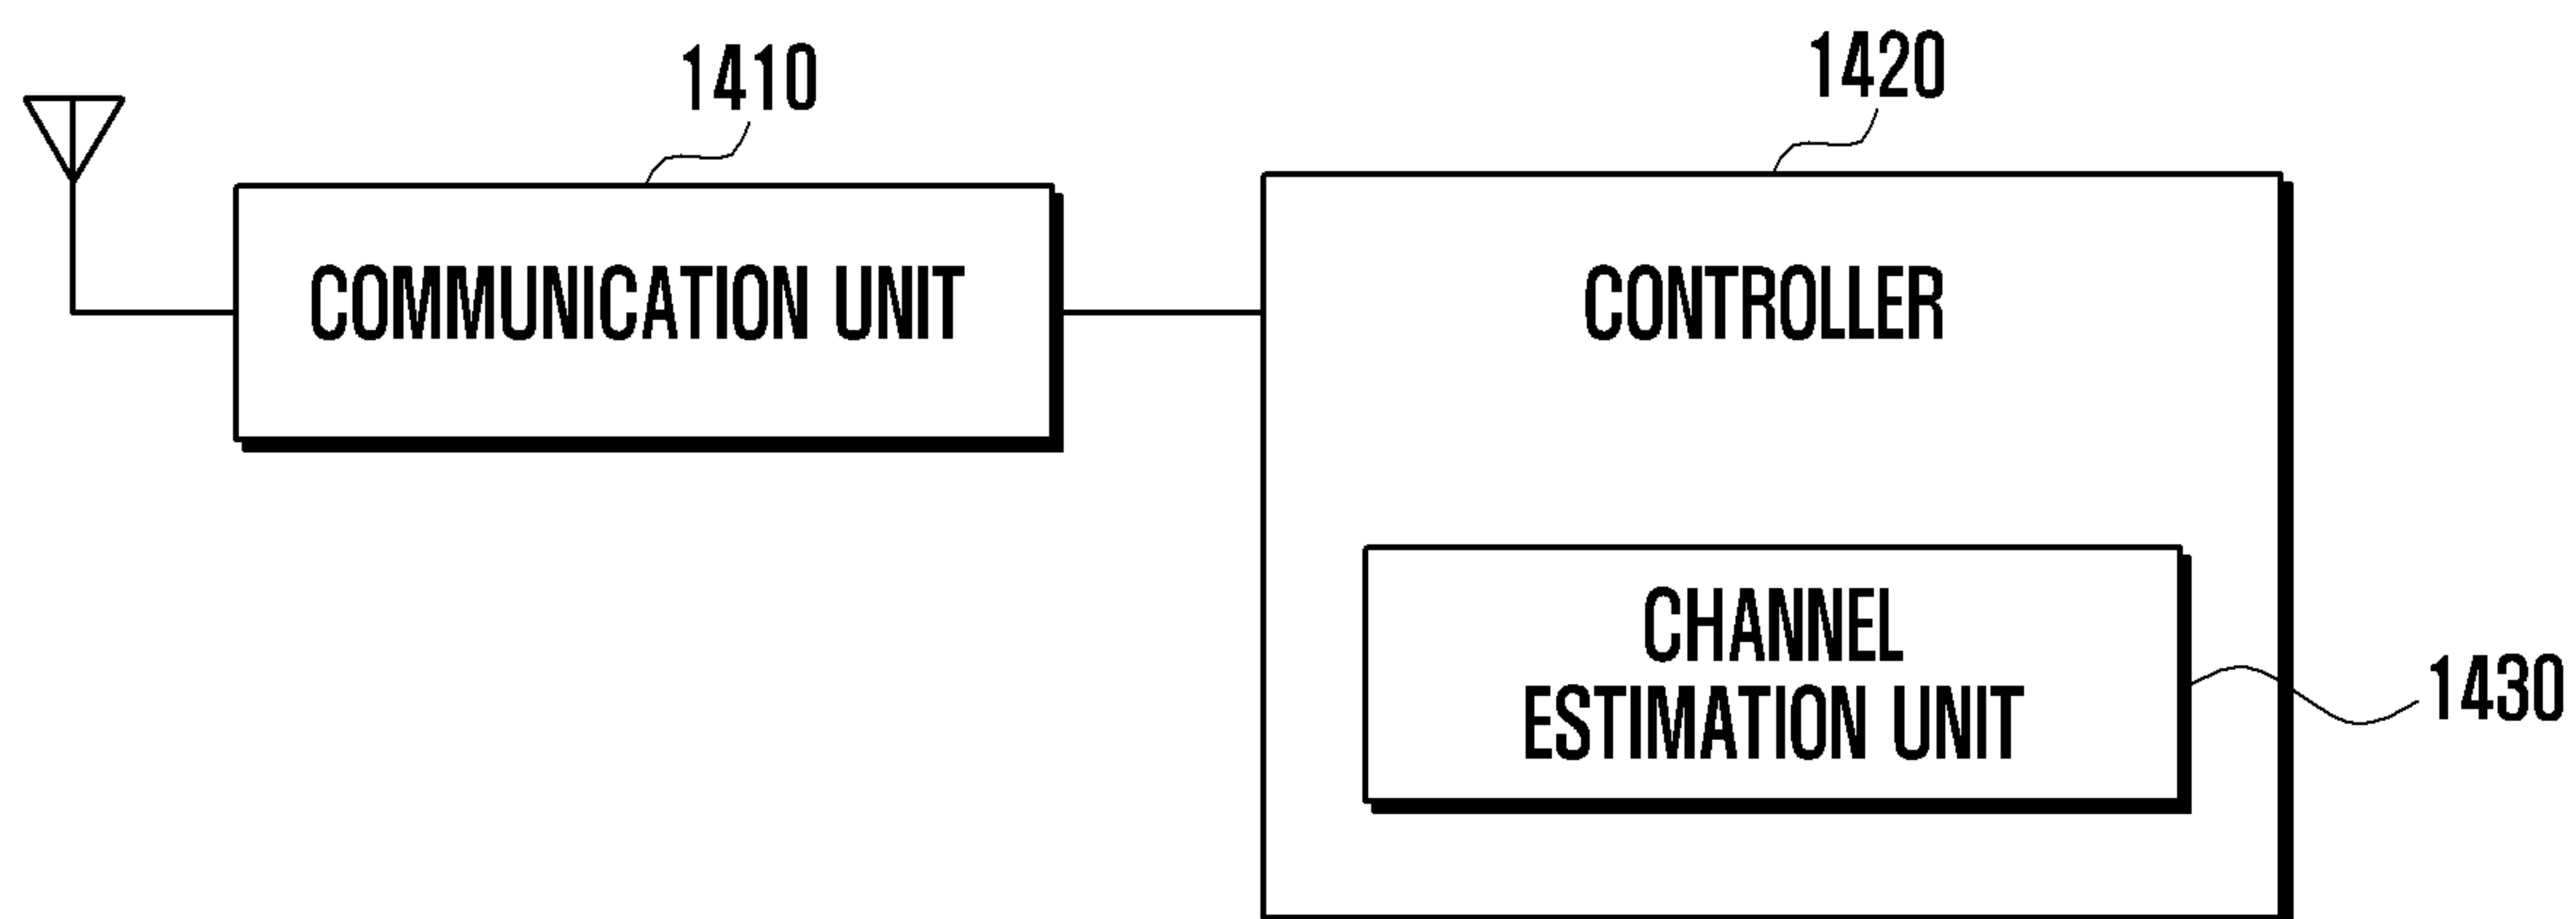 1410
1420
COMMUNICATION UNIT
CONTROLLER
CHANNEL
ESTIMATION UNIT
1430